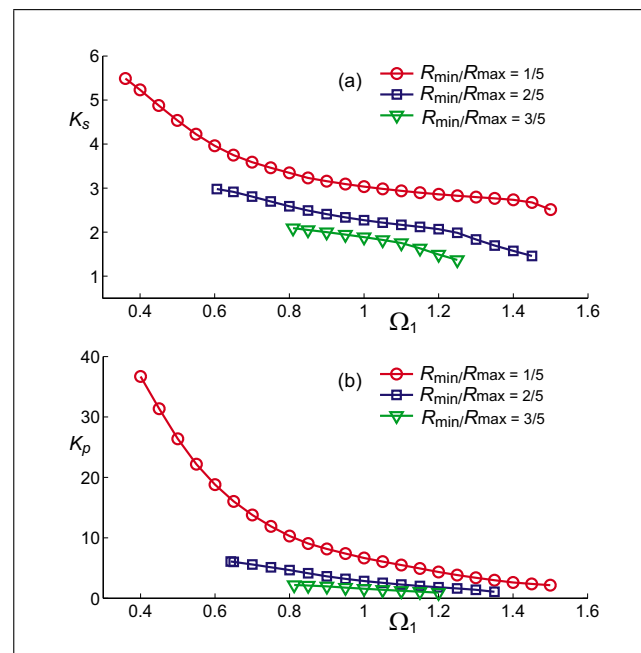 6
(a)
Rmin/Rmax = 1/5
5
Rmin/Rmax = 2/5
Ks
Rmin/Rmax = 3/5
4
3
2
1
0.4 0.6 0.8 1 1.2 1.4 1.6
Ω1
40
(b)
Rmin/Rmax = 1/5
Rmin/Rmax = 2/5
30
Rmin/Rmax = 3/5
Kp
20
10
0
0.4 0.6 0.8 1 1.2 1.4 1.6
Ω1